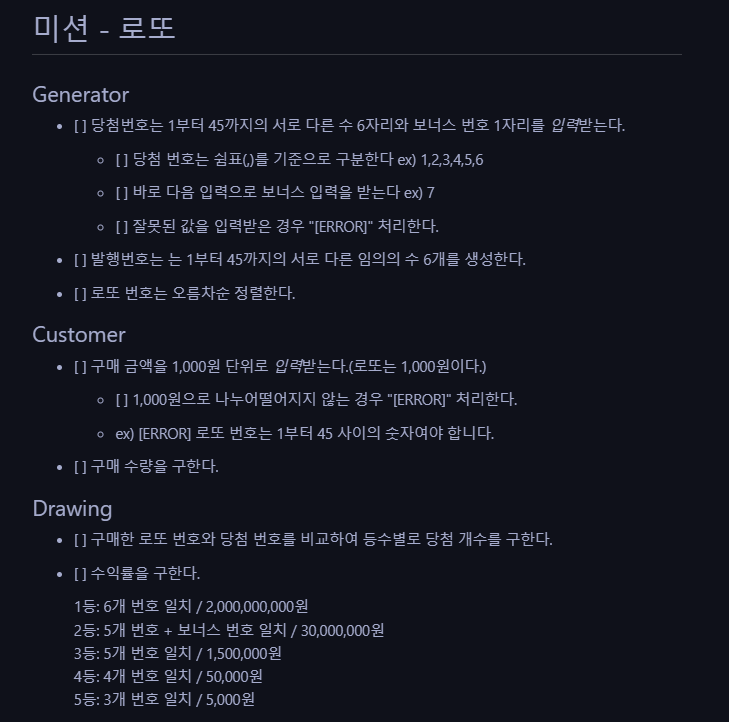 미션 - 로또
Generator
[ ] 당첨번호는 1부터 45까지의 서로 다른 수 6자리와 보너스 번호 1자리를 입력받는다.
[ ] 당첨 번호는 쉼표(,)를 기준으로 구분한다 ex) 1,2,3,4,5,6
[ ] 바로 다음 입력으로 보너스 입력을 받는다 ex) 7
[ ] 잘못된 값을 입력받은 경우 "[ERROR]" 처리한다.
[ ] 발행번호는 는 1부터 45까지의 서로 다른 임의의 수 6개를 생성한다.
[ ] 로또 번호는 오름차순 정렬한다.
Customer
[ ] 구매 금액을 1,000원 단위로 입력받는다.(로또는 1,000원이다.)
[ ] 1,000원으로 나누어떨어지지 않는 경우 "[ERROR]" 처리한다.
ex) [ERROR] 로또 번호는 1부터 45 사이의 숫자여야 합니다.
[ ] 구매 수량을 구한다.
Drawing
[ ] 구매한 로또 번호와 당첨 번호를 비교하여 등수별로 당첨 개수를 구한다.
[ ] 수익률을 구한다.
1등: 6개 번호 일치 / 2,000,000,000원
2등: 5개 번호 + 보너스 번호 일치 / 30,000,000원
3등: 5개 번호 일치 / 1,500,000원
4등: 4개 번호 일치 / 50,000원
5등: 3개 번호 일치 / 5,000원